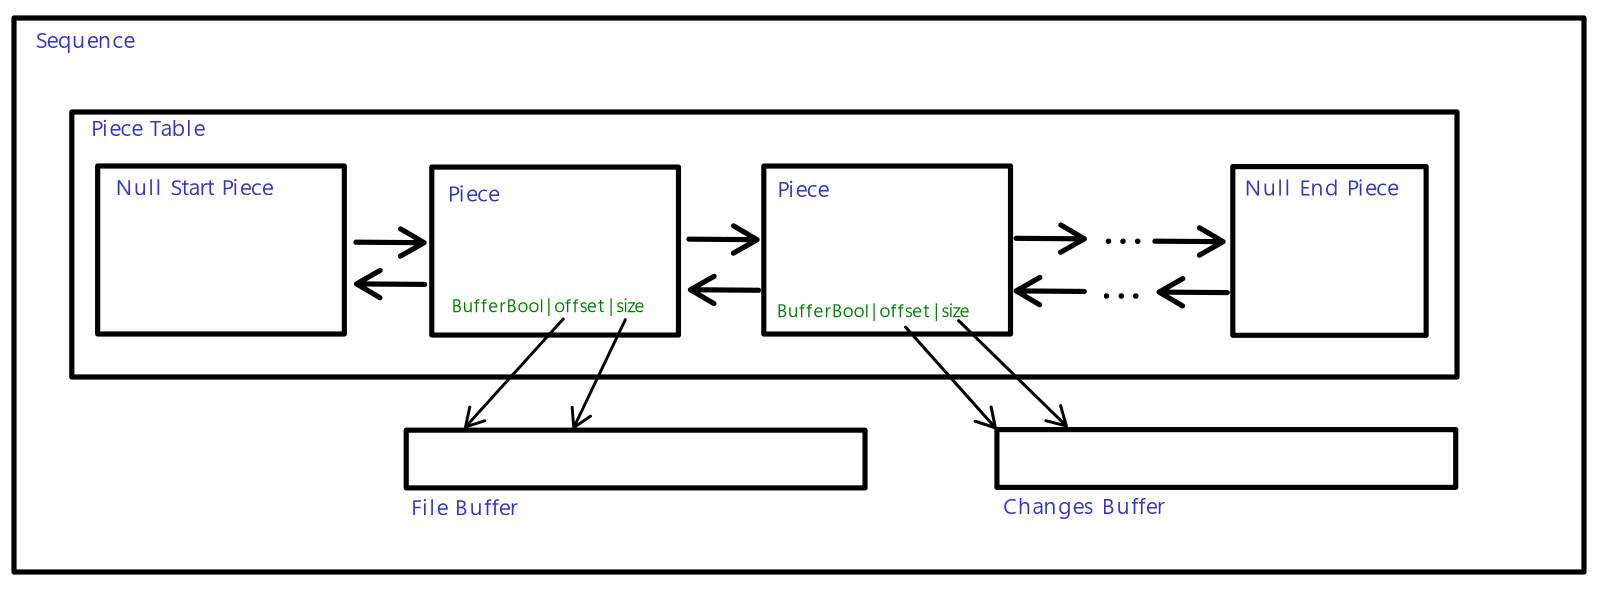 Sequence
Piece Table
Null Start Piece
Piece
Piece
Null End Piece
...
...
BufferBool|offset|size
BufferBool|offset|size
File Buffer
Changes Buffer